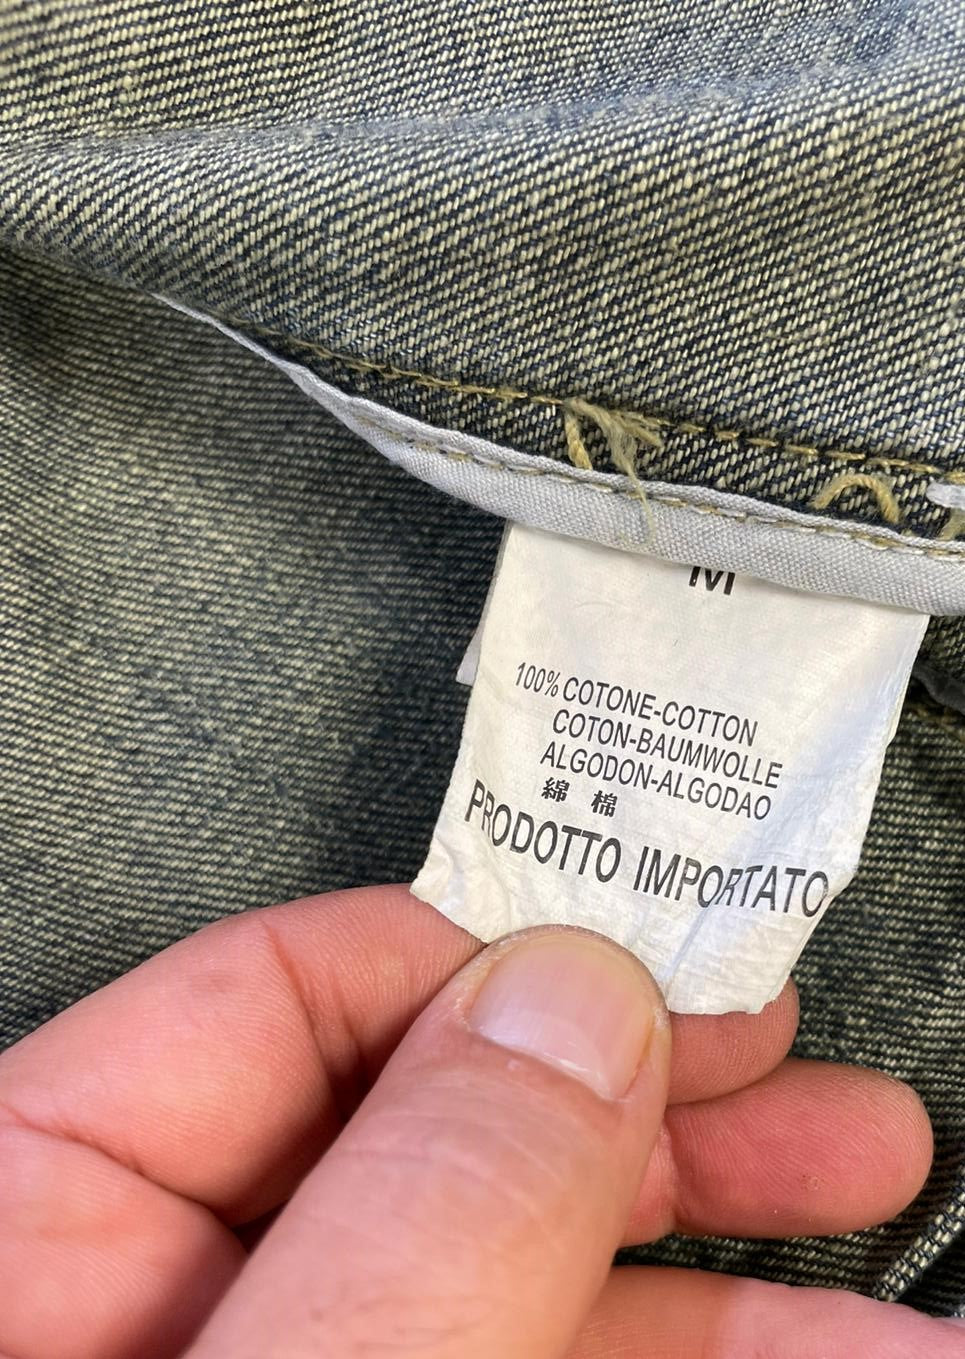 M
100% COTONE-COTTON
COTON-BAUMWOLLE
ALGODON-ALGODAO
綿 棉
PRODOTTO IMPORTATO